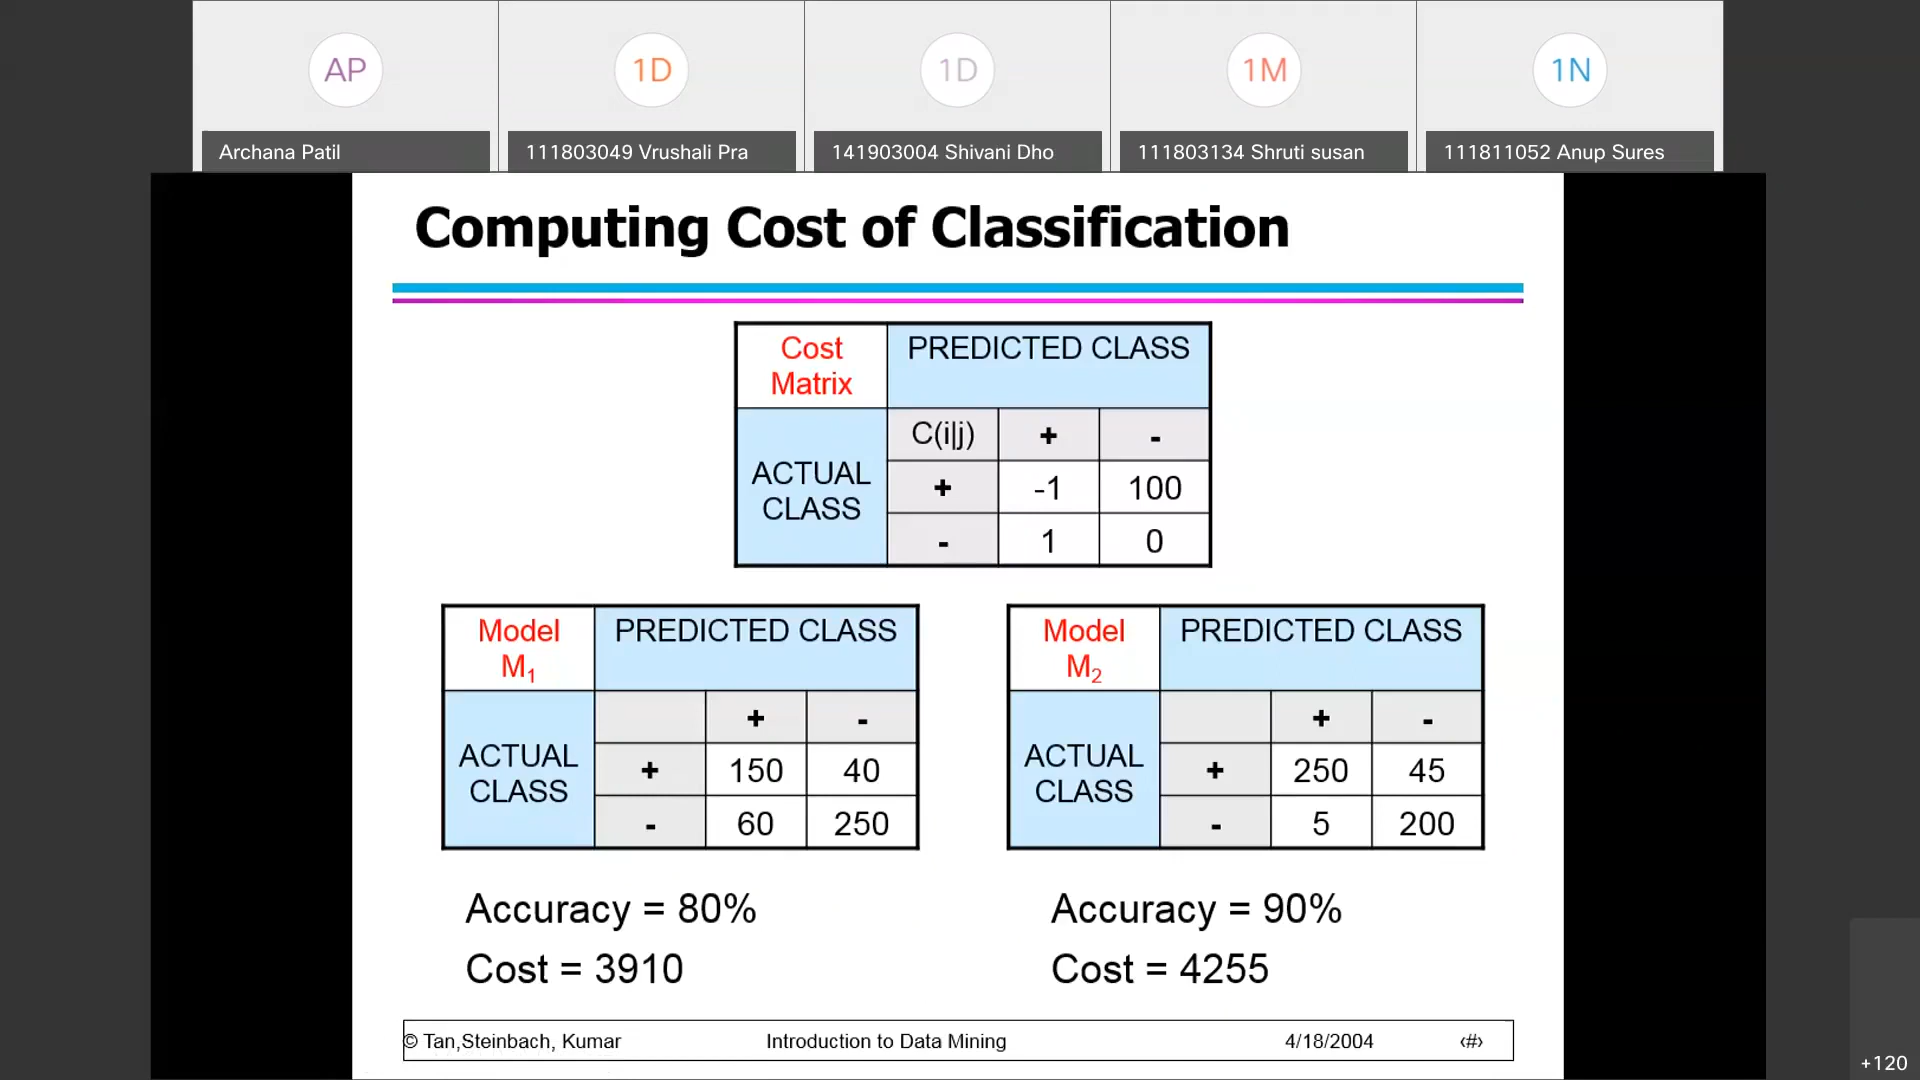 AP
1D
1D
1M
1N
Archana Patil
111803049 Vrushali Pra
141903004 Shivani Dho
111803134 Shruti susan
111811052 Anup Sures
Computing Cost of Classification
Cost Matrix
PREDICTED CLASS
ACTUAL CLASS
C(i|j) + -
+ -1 100
- 1 0
Model M1
PREDICTED CLASS
ACTUAL CLASS
+ -
+ 150 40
- 60 250
Model M2
PREDICTED CLASS
ACTUAL CLASS
+ -
+ 250 45
- 5 200
Accuracy = 80%
Cost = 3910
Accuracy = 90%
Cost = 4255
© Tan,Steinbach, Kumar
Introduction to Data Mining
4/18/2004
‹#›
+120